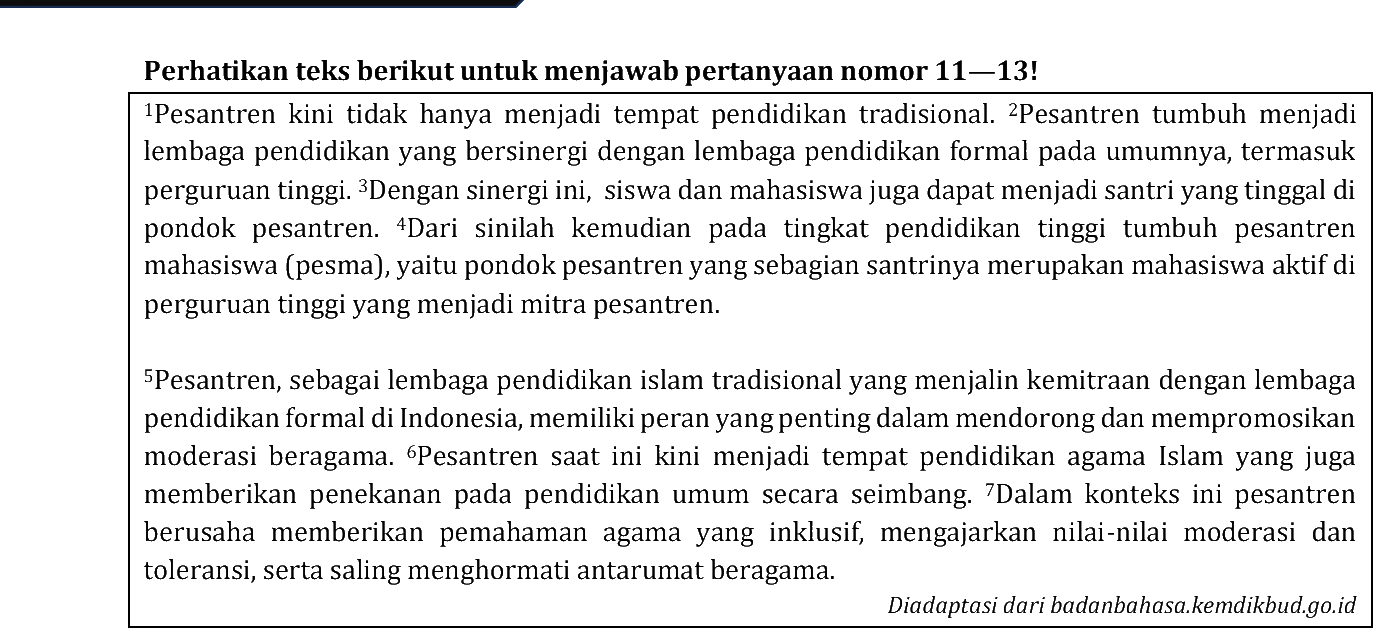 Perhatikan teks berikut untuk menjawab pertanyaan nomor 11—13!
¹Pesantren kini tidak hanya menjadi tempat pendidikan tradisional. ²Pesantren tumbuh menjadi
lembaga pendidikan yang bersinergi dengan lembaga pendidikan formal pada umumnya, termasuk
perguruan tinggi. ³Dengan sinergi ini, siswa dan mahasiswa juga dapat menjadi santri yang tinggal di
pondok pesantren. ⁴Dari sinilah kemudian pada tingkat pendidikan tinggi tumbuh pesantren
mahasiswa (pesma), yaitu pondok pesantren yang sebagian santrinya merupakan mahasiswa aktif di
perguruan tinggi yang menjadi mitra pesantren.
⁵Pesantren, sebagai lembaga pendidikan islam tradisional yang menjalin kemitraan dengan lembaga
pendidikan formal di Indonesia, memiliki peran yang penting dalam mendorong dan mempromosikan
moderasi beragama. ⁶Pesantren saat ini kini menjadi tempat pendidikan agama Islam yang juga
memberikan penekanan pada pendidikan umum secara seimbang. ⁷Dalam konteks ini pesantren
berusaha memberikan pemahaman agama yang inklusif, mengajarkan nilai-nilai moderasi dan
toleransi, serta saling menghormati antarumat beragama.
Diadaptasi dari badanbahasa.kemdikbud.go.id